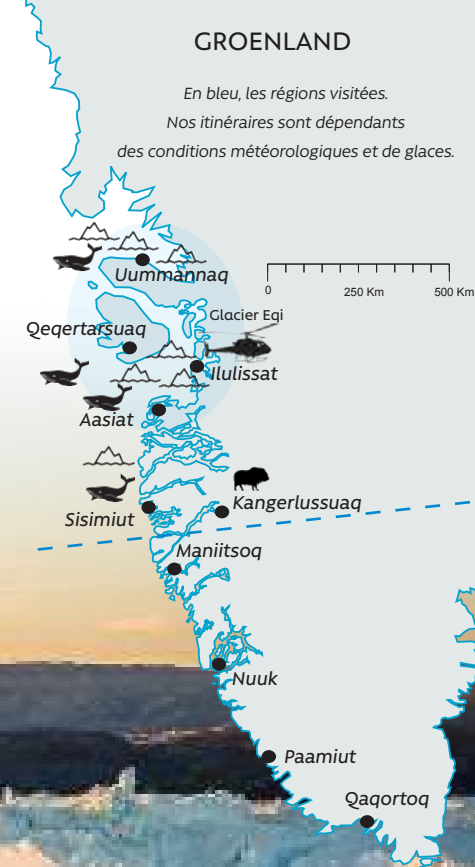 GROENLAND
En bleu, les régions visitées.
Nos itinéraires sont dépendants
des conditions météorologiques et de glaces.
Uummannaq
0
250 Km
500 Km
Glacier Eqi
Qeqertarsuaq
Ilulissat
Aasiat
Kangerlussuaq
Sisimiut
Maniitsoq
Nuuk
Paamiut
Qaqortoq